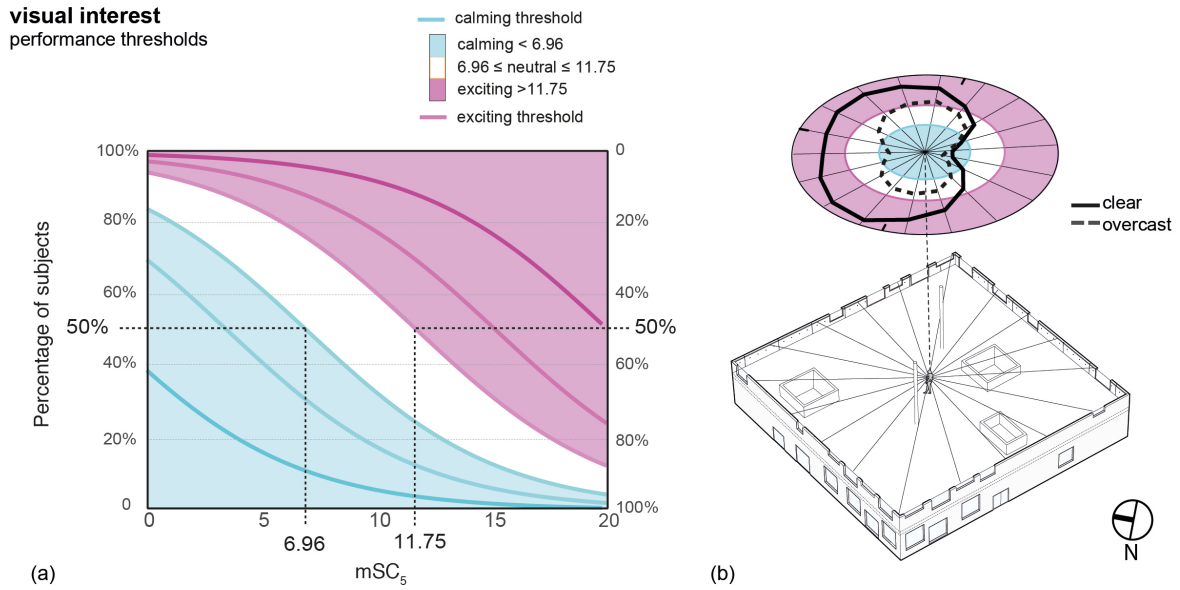 visual interest
performance thresholds
calming threshold
calming < 6.96
6.96 ≤ neutral ≤ 11.75
exciting >11.75
exciting threshold
100%
80%
60%
50%
40%
20%
0
Percentage of subjects
0
20%
40%
50%
60%
80%
100%
0
5
10
15
20
6.96
11.75
mSC5
(a)
clear
overcast
N
(b)